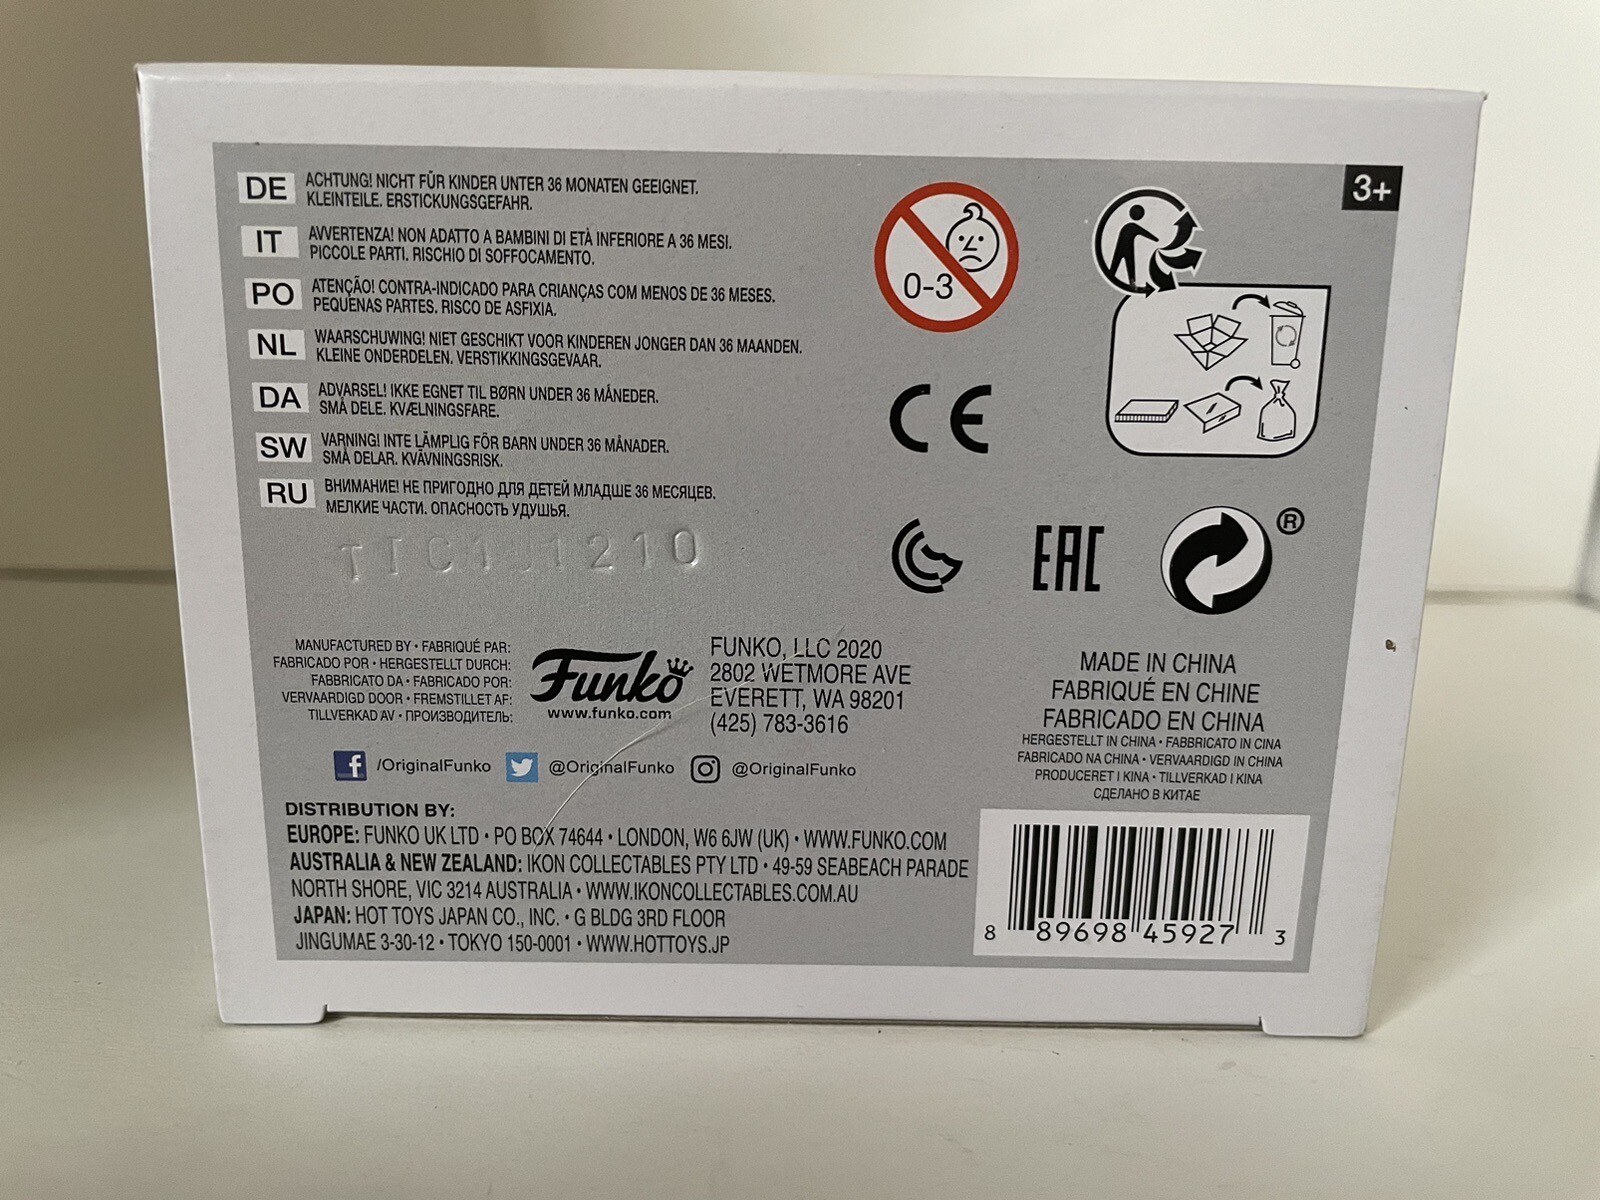 DE ACHTUNG! NICHT FÜR KINDER UNTER 36 MONATEN GEEIGNET.
KLEINTEILE. ERSTICKUNGSGEFAHR.
IT AVVERTENZA! NON ADATTO A BAMBINI DI ETÀ INFERIORE A 36 MESI.
PICCOLE PARTI. RISCHIO DI SOFFOCAMENTO.
PO ATENÇÃO! CONTRA-INDICADO PARA CRIANÇAS COM MENOS DE 36 MESES.
PEQUENAS PARTES. RISCO DE ASFIXIA.
NL WAARSCHUWING! NIET GESCHIKT VOOR KINDEREN JONGER DAN 36 MAANDEN.
KLEINE ONDERDELEN. VERSTIKKINGSGEVAAR.
DA ADVARSEL! IKKE EGNET TIL BØRN UNDER 36 MÅNEDER.
SMÅ DELE. KVÆLNINGSFARE.
SW VARNING! INTE LÄMPLIG FÖR BARN UNDER 36 MÅNADER.
SMÅ DELAR. KVÄVNINGSRISK.
RU ВНИМАНИЕ! НЕ ПРИГОДНО ДЛЯ ДЕТЕЙ МЛАДШЕ 36 МЕСЯЦЕВ.
МЕЛКИЕ ЧАСТИ. ОПАСНОСТЬ УДУШЬЯ.
0-3
3+
CE
EAC
®
MANUFACTURED BY • FABRIQUÉ PAR:
FABRICADO POR • HERGESTELLT DURCH:
FABBRICATO DA • FABRICADO POR:
VERVAARDIGD DOOR • FREMSTILLET AF:
TILLVERKAD AV • ПРОИЗВОДИТЕЛЬ:
Funko
www.funko.com
FUNKO, LLC 2020
2802 WETMORE AVE
EVERETT, WA 98201
(425) 783-3616
MADE IN CHINA
FABRIQUÉ EN CHINE
FABRICADO EN CHINA
HERGESTELLT IN CHINA • FABBRICATO IN CINA
FABRICADO NA CHINA • VERVAARDIGD IN CHINA
PRODUCERET I KINA • TILLVERKAD I KINA
СДЕЛАНО В КИТАЕ
/OriginalFunko @OriginalFunko @OriginalFunko
DISTRIBUTION BY:
EUROPE: FUNKO UK LTD • PO BOX 74644 • LONDON, W6 6JW (UK) • WWW.FUNKO.COM
AUSTRALIA & NEW ZEALAND: IKON COLLECTABLES PTY LTD • 49-59 SEABEACH PARADE
NORTH SHORE, VIC 3214 AUSTRALIA • WWW.IKONCOLLECTABLES.COM.AU
JAPAN: HOT TOYS JAPAN CO., INC. • G BLDG 3RD FLOOR
JINGUMAE 3-30-12 • TOKYO 150-0001 • WWW.HOTTOYS.JP
8 89698 45927 3